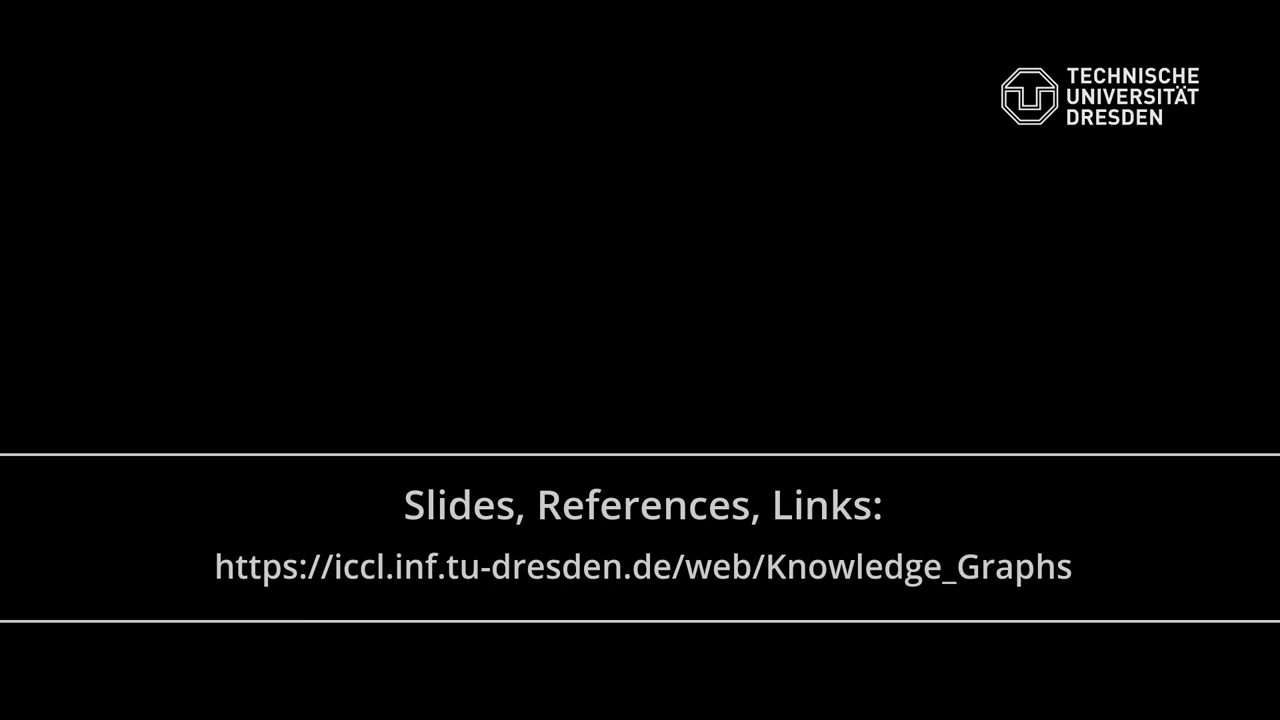 TECHNISCHE
UNIVERSITÄT
DRESDEN
Slides, References, Links:
https://iccl.inf.tu-dresden.de/web/Knowledge_Graphs